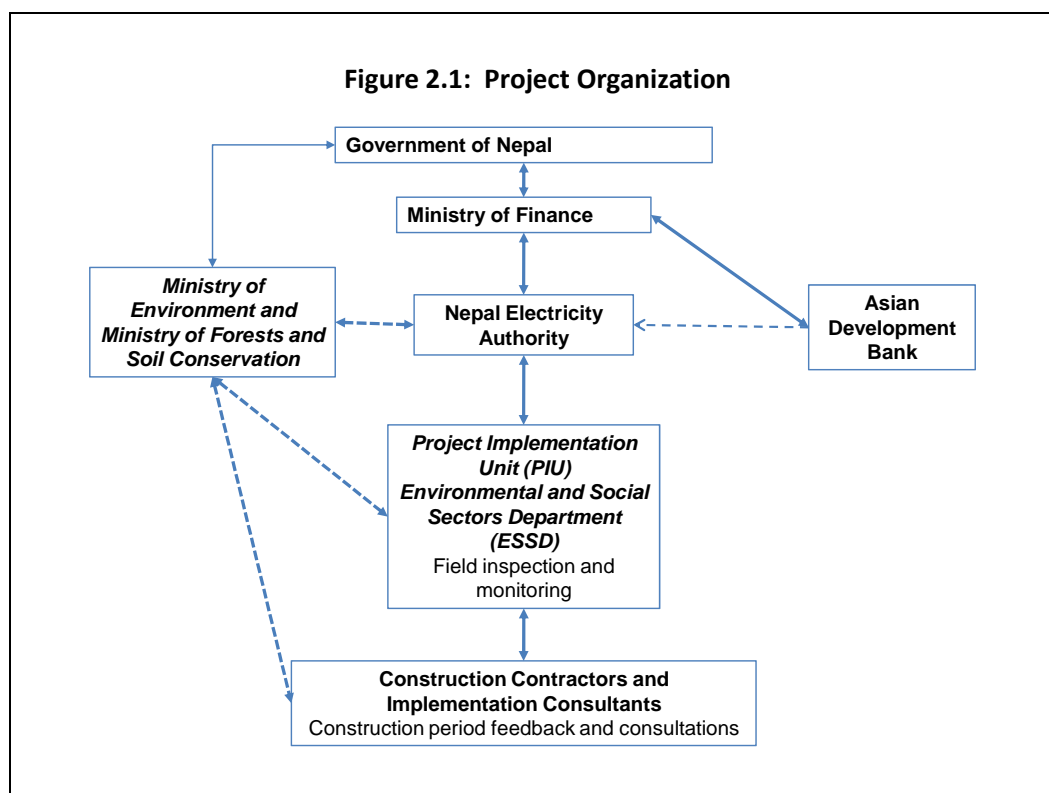 Figure 2.1: Project Organization
Government of Nepal
Ministry of Finance
Ministry of
Environment and
Ministry of Forests and
Soil Conservation
Nepal Electricity
Authority
Asian
Development
Bank
Project Implementation
Unit (PIU)
Environmental and Social
Sectors Department
(ESSD)
Field inspection and
monitoring
Construction Contractors and
Implementation Consultants
Construction period feedback and consultations